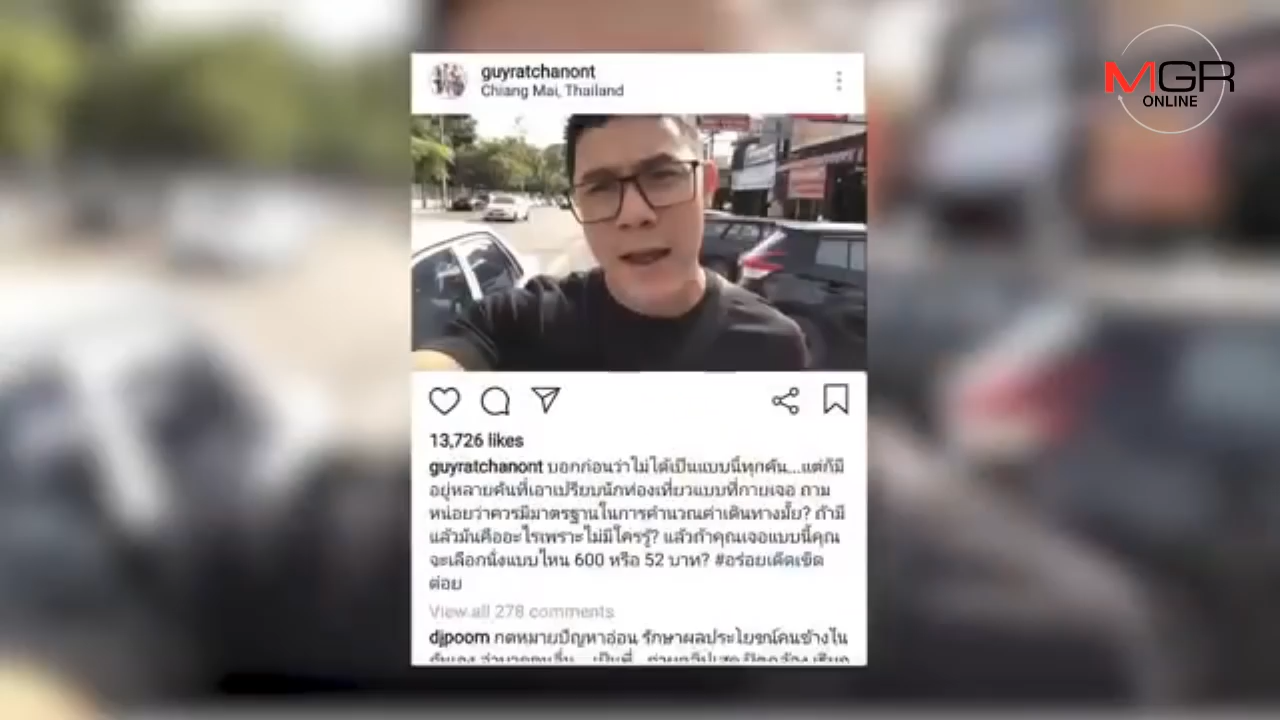 MGR
ONLINE
guyratchanont
Chiang Mai, Thailand
13,726 likes
guyratchanont บอกก่อนว่าไม่ได้เป็นแบบนี้ทุกคัน...แต่ก็มี
อยู่หลายคันที่เอาเปรียบนักท่องเที่ยวแบบที่กายเจอ ถาม
หน่อยว่าควรมีมาตรฐานในการคำนวณค่าเดินทางมั้ย? ถ้ามี
แล้วมันคืออะไรเพราะไม่มีใครรู้? แล้วถ้าคุณเจอแบบนี้คุณ
จะเลือกนั่งแบบไหน 600 หรือ 52 บาท? #อร่อยเด็ดเข็ด
ต่อย
View all 278 comments
djpoom กฎหมายปัญหาอ่อน รักษาผลประโยชน์คนข้างใน